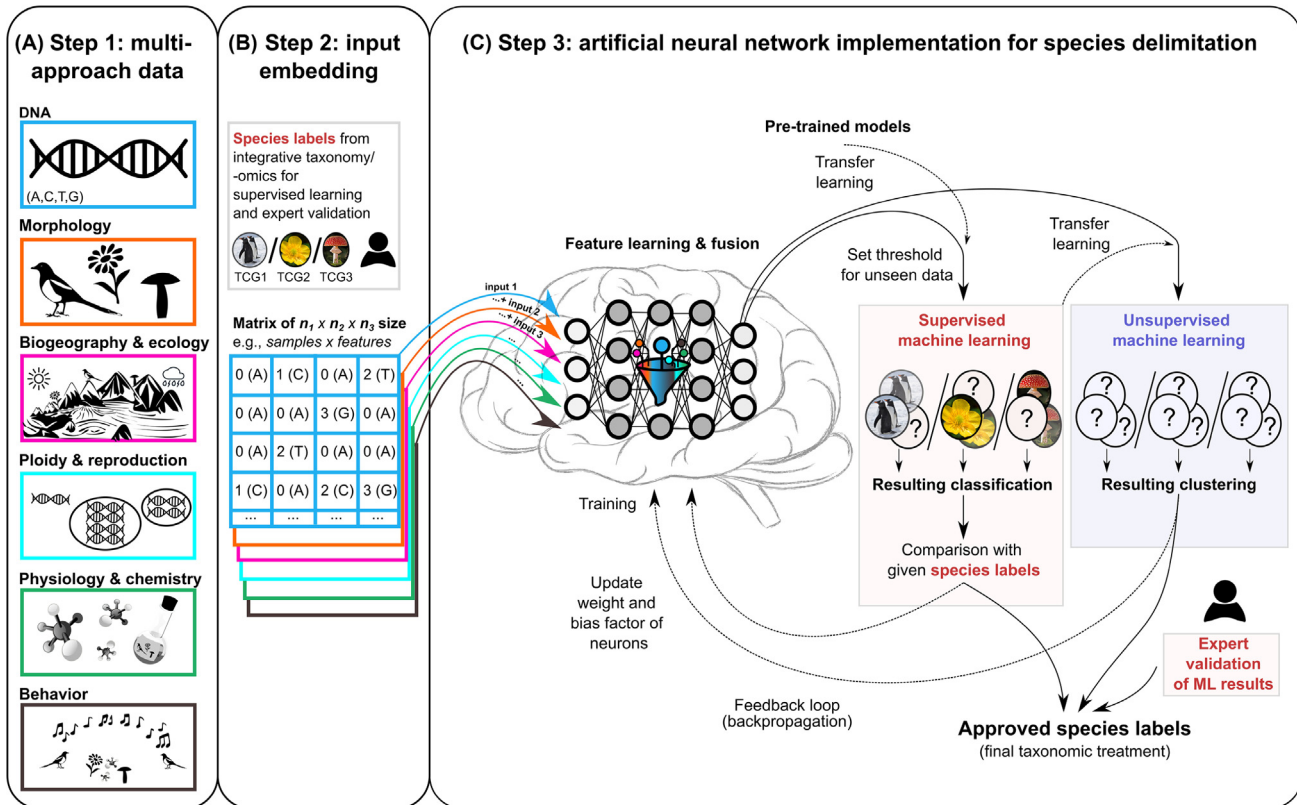 (A) Step 1: multi-
approach data
DNA
(A,C,T,G)
Morphology
Biogeography & ecology
Ploidy & reproduction
Physiology & chemistry
Behavior
(B) Step 2: input
embedding
Species labels from
integrative taxonomy/
-omics for
supervised learning
and expert validation
TCG1 / TCG2 / TCG3
Matrix of n₁ x n₂ x n₃ size
e.g., samples x features
0 (A) 1 (C) 0 (A) 2 (T)
0 (A) 0 (A) 3 (G) 0 (A)
0 (A) 2 (T) 0 (A) 0 (A)
1 (C) 0 (A) 2 (C) 3 (G)
... ... ... ...
(C) Step 3: artificial neural network implementation for species delimitation
input 1
...+ input 2
...+ input 3
...
...
...
Feature learning & fusion
Pre-trained models
Transfer
learning
Set threshold
for unseen data
Transfer
learning
Supervised
machine learning
? / ? / ?
?
Resulting classification
Comparison with
given species labels
Unsupervised
machine learning
? / ? / ?
? ? ?
? ? ?
Resulting clustering
Training
Update
weight and
bias factor of
neurons
Feedback loop
(backpropagation)
Expert
validation
of ML results
Approved species labels
(final taxonomic treatment)